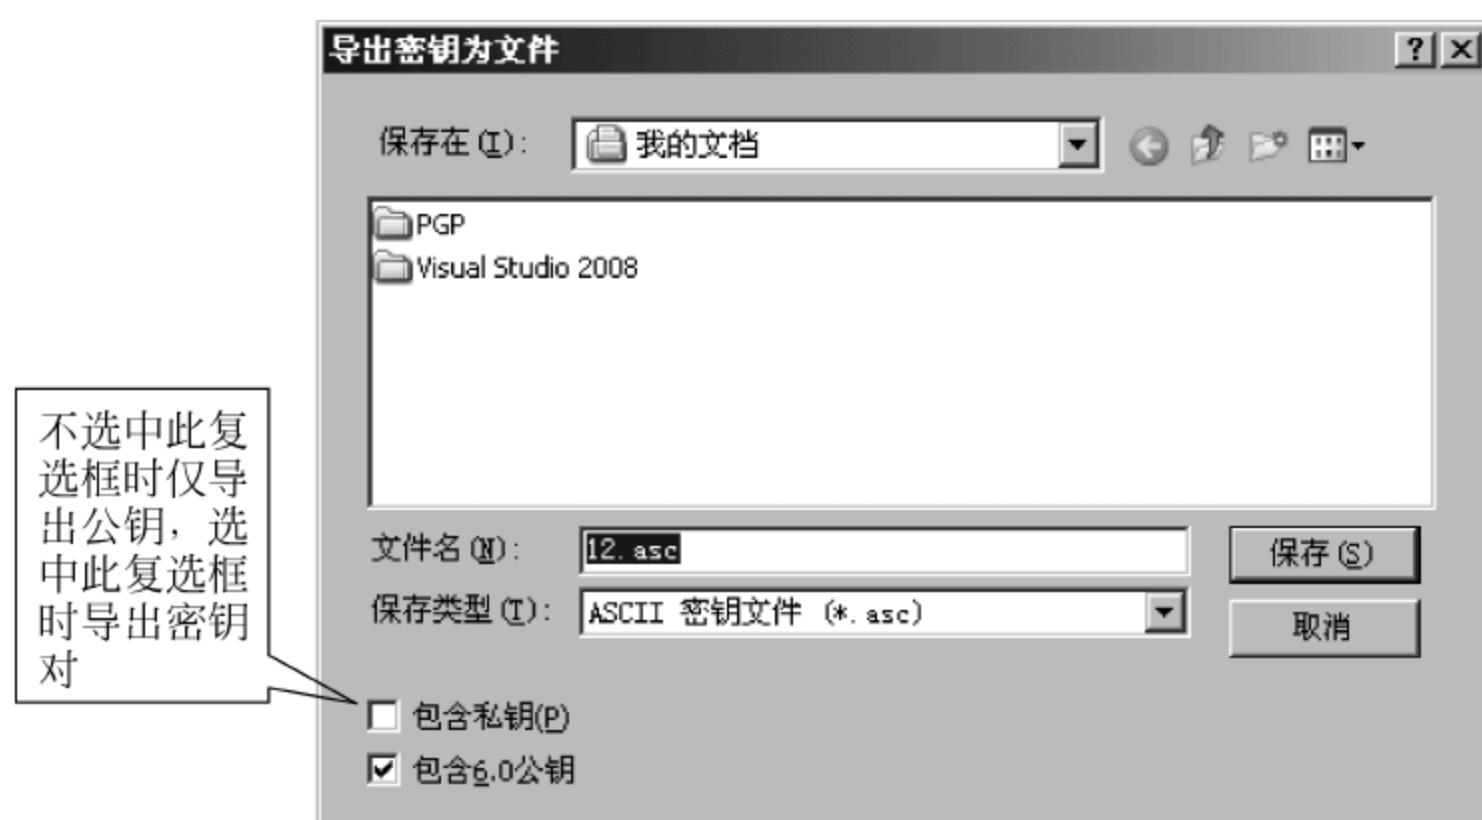 导出密钥为文件
保存在(I):
我的文档
PGP
Visual Studio 2008
不选中此复
选框时仅导
出公钥，选
中此复选框
时导出密钥
对
文件名(N):
12.asc
保存(S)
保存类型(T):
ASCII 密钥文件 (*.asc)
取消
包含私钥(P)
包含6.0公钥